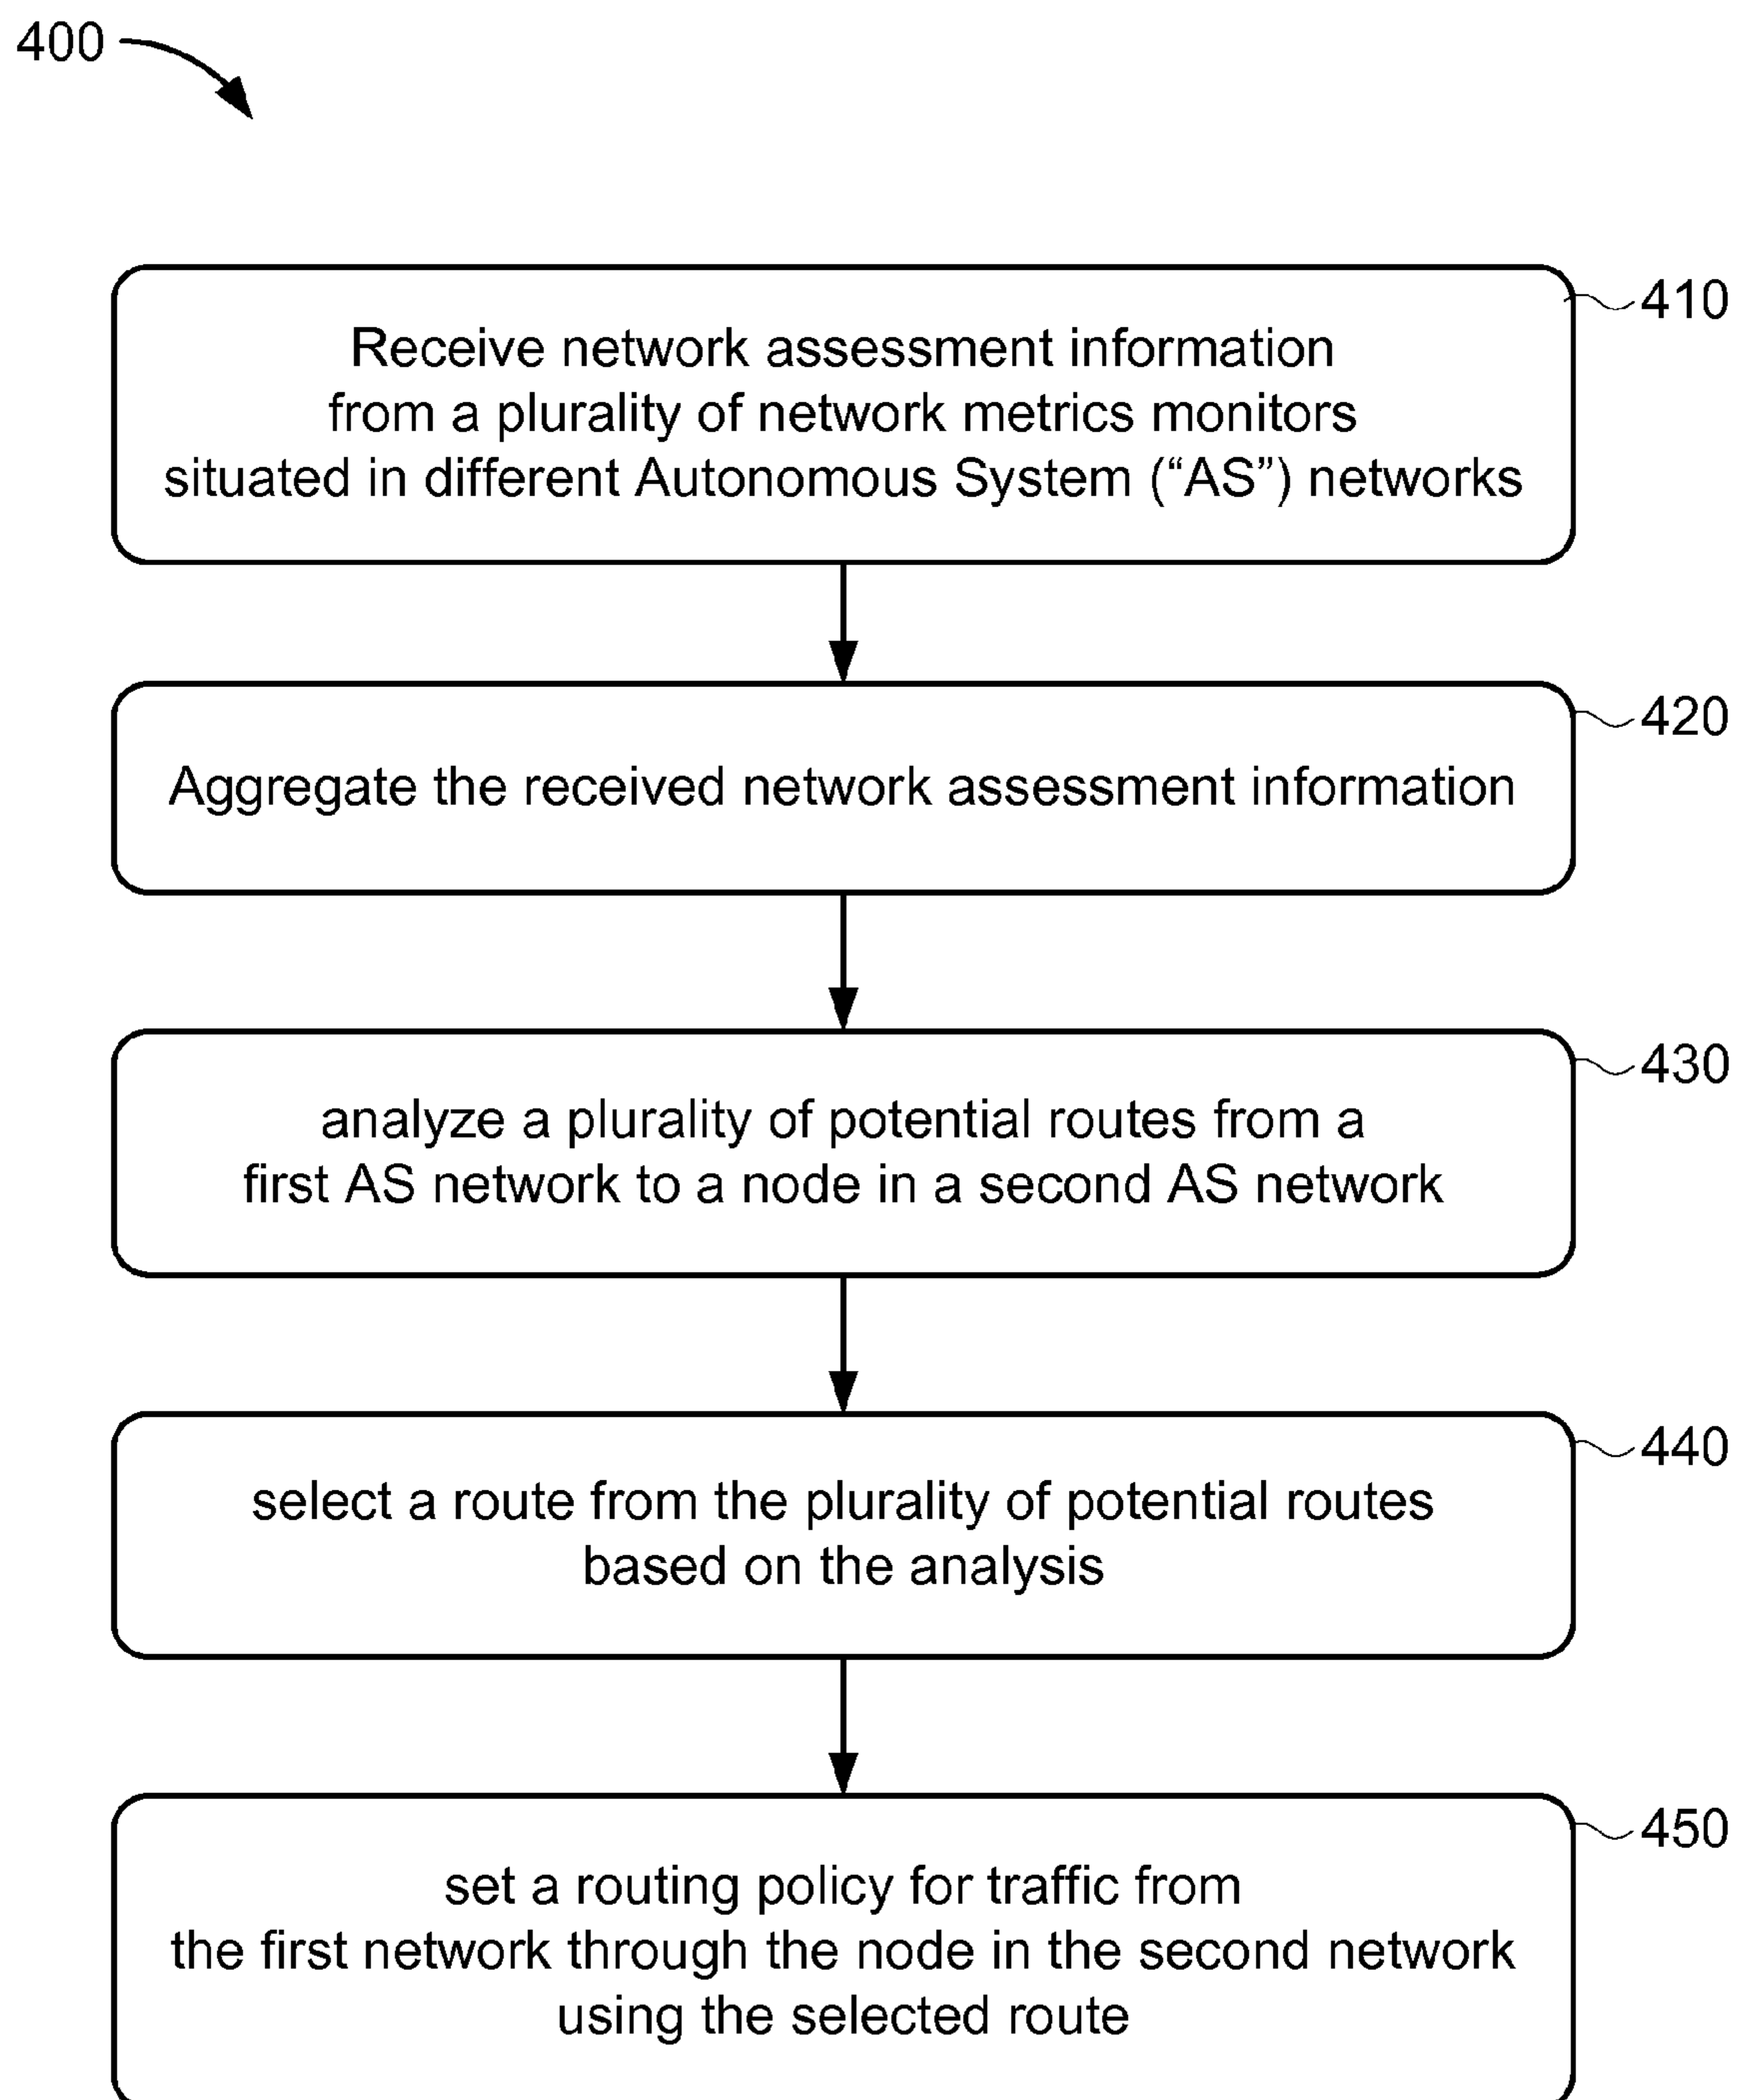 400
410
Receive network assessment information
from a plurality of network metrics monitors
situated in different Autonomous System (“AS”) networks
420
Aggregate the received network assessment information
430
analyze a plurality of potential routes from a
first AS network to a node in a second AS network
440
select a route from the plurality of potential routes
based on the analysis
450
set a routing policy for traffic from
the first network through the node in the second network
using the selected route